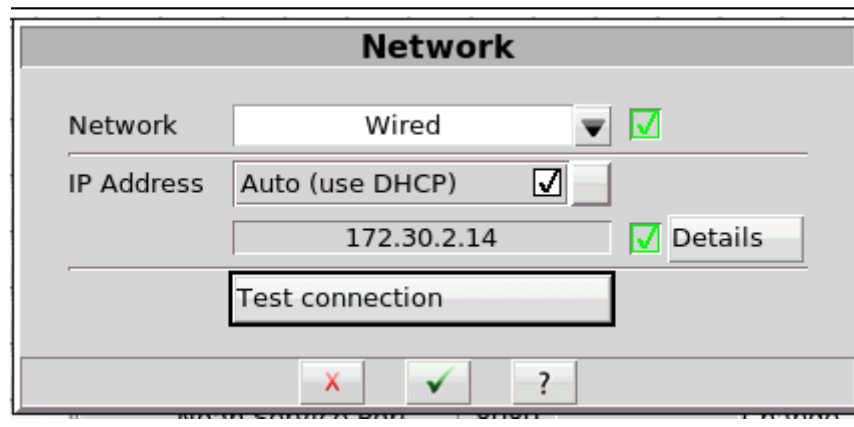 Network
Network Wired
IP Address Auto (use DHCP)
172.30.2.14 Details
Test connection
X ?